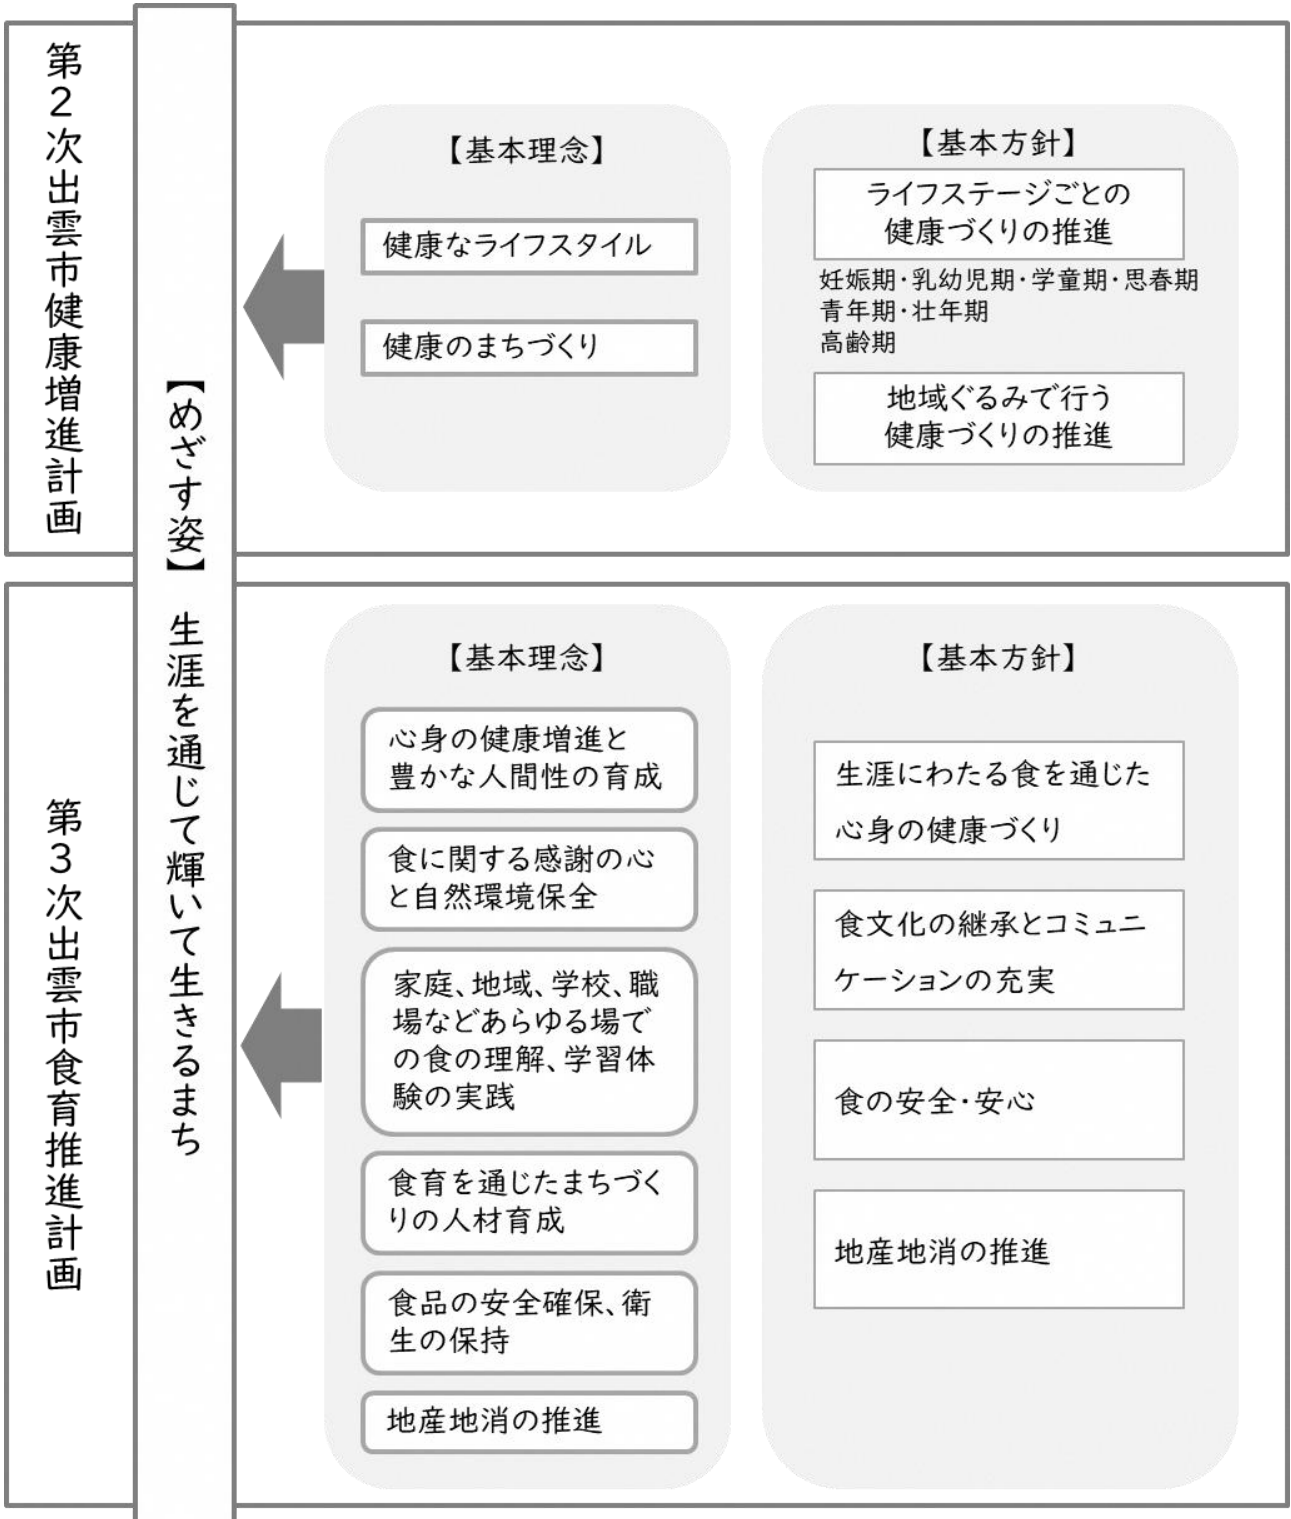 第2次出雲市健康増進計画
【めざす姿】 生涯を通じて輝いて生きるまち
【基本理念】
健康なライフスタイル
健康のまちづくり
【基本方針】
ライフステージごとの
健康づくりの推進
妊娠期・乳幼児期・学童期・思春期
青年期・壮年期
高齢期
地域ぐるみで行う
健康づくりの推進
第3次出雲市食育推進計画
【基本理念】
心身の健康増進と
豊かな人間性の育成
食に関する感謝の心
と自然環境保全
家庭、地域、学校、職
場などあらゆる場で
の食の理解、学習体
験の実践
食育を通じたまちづく
りの人材育成
食品の安全確保、衛
生の保持
地産地消の推進
【基本方針】
生涯にわたる食を通じた
心身の健康づくり
食文化の継承とコミュニ
ケーションの充実
食の安全・安心
地産地消の推進